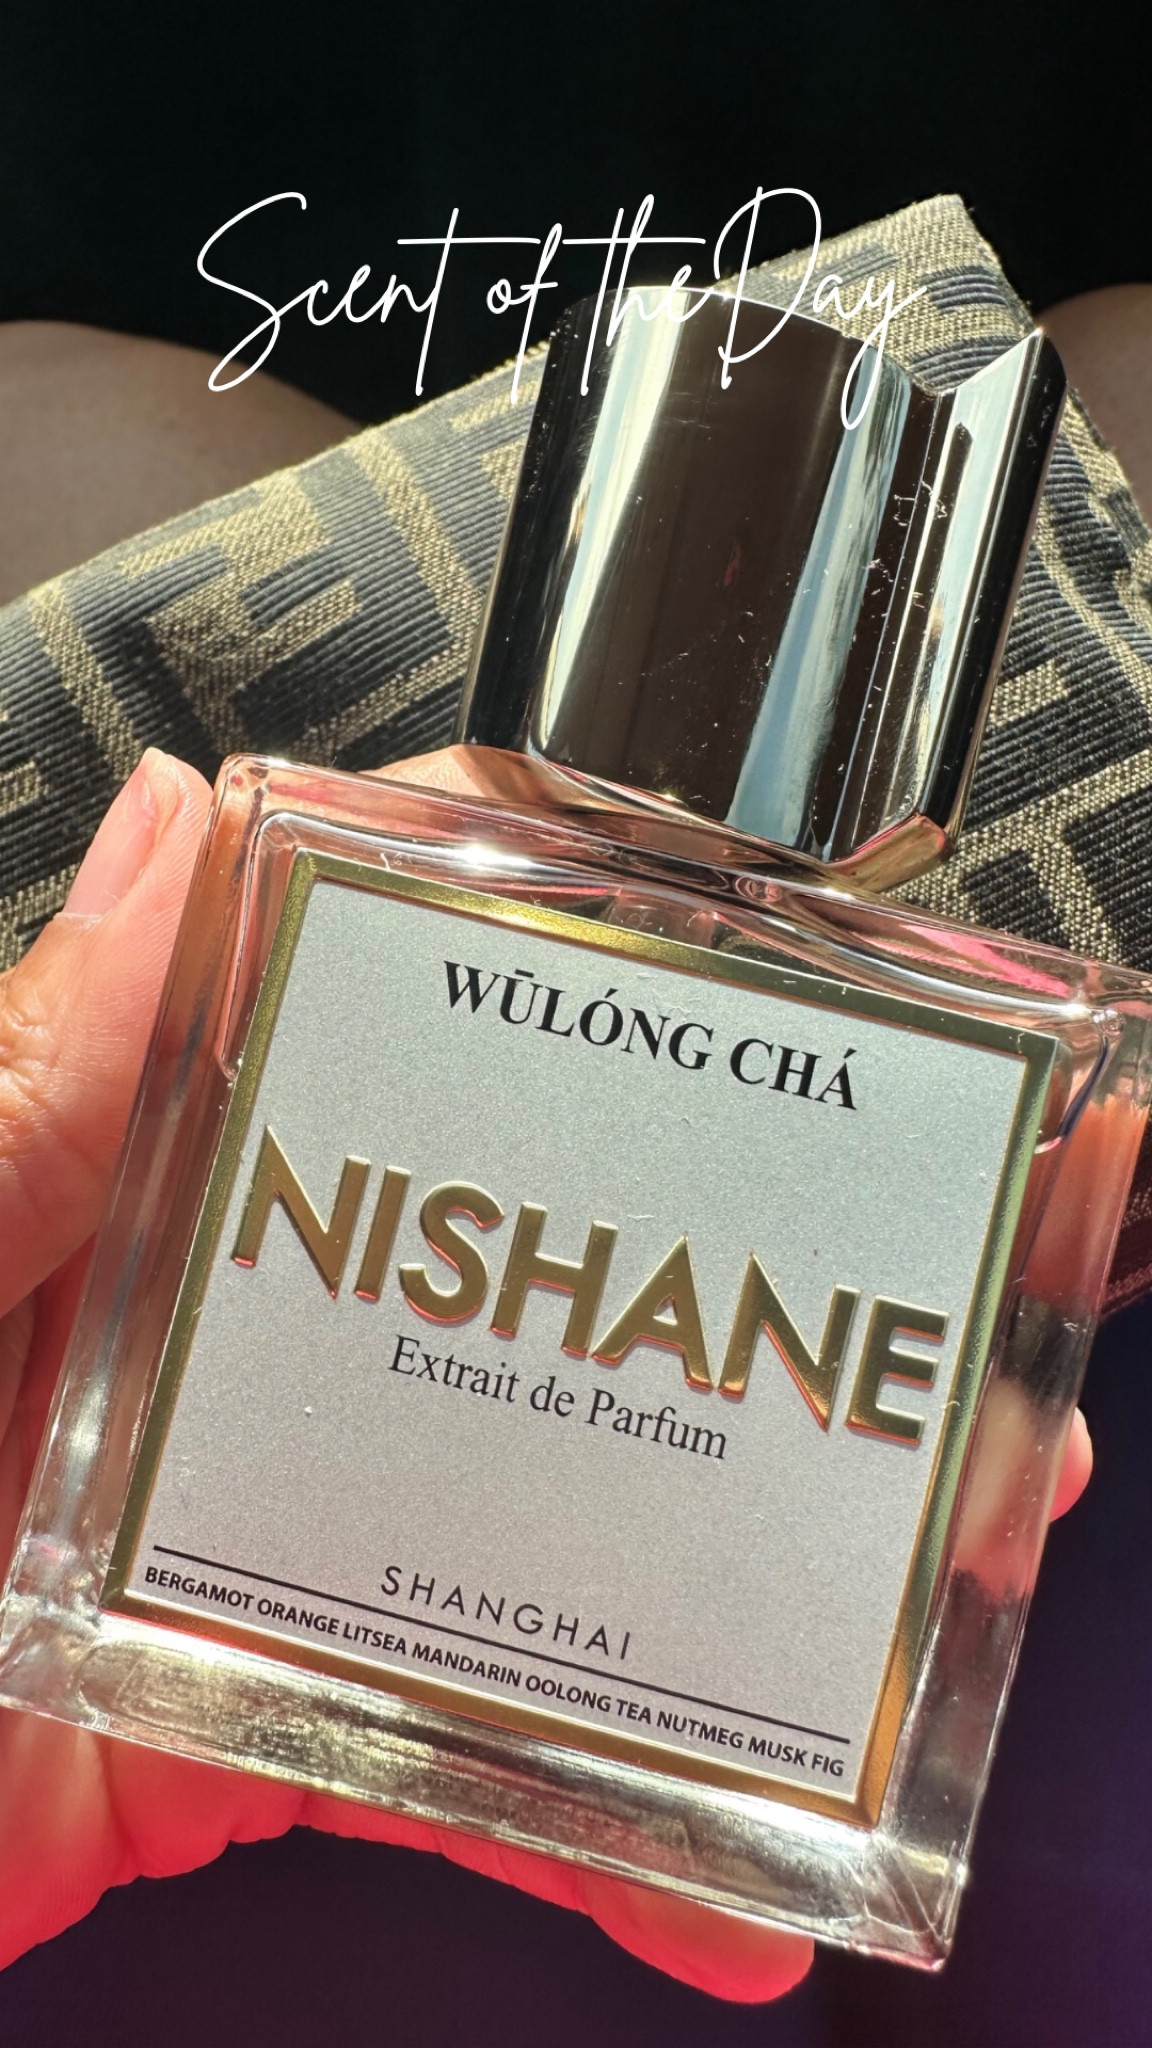 Scent of the Day
WŪLÓNG CHÁ
NISHANE
Extrait de Parfum
SHANGHAI
BERGAMOT ORANGE LITSEA MANDARIN OOLONG TEA NUTMEG MUSK FIG